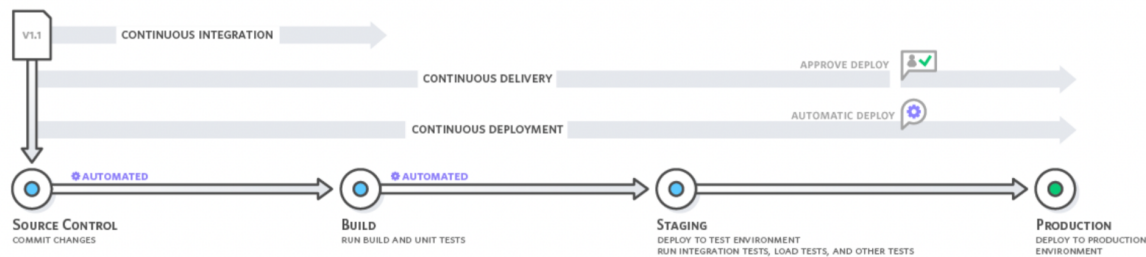 V1.1
CONTINUOUS INTEGRATION
APPROVE DEPLOY
CONTINUOUS DELIVERY
AUTOMATIC DEPLOY
CONTINUOUS DEPLOYMENT
AUTOMATED
AUTOMATED
SOURCE CONTROL
COMMIT CHANGES
BUILD
RUN BUILD AND UNIT TESTS
STAGING
DEPLOY TO TEST ENVIRONMENT
RUN INTEGRATION TESTS, LOAD TESTS, AND OTHER TESTS
PRODUCTION
DEPLOY TO PRODUCTION
ENVIRONMENT